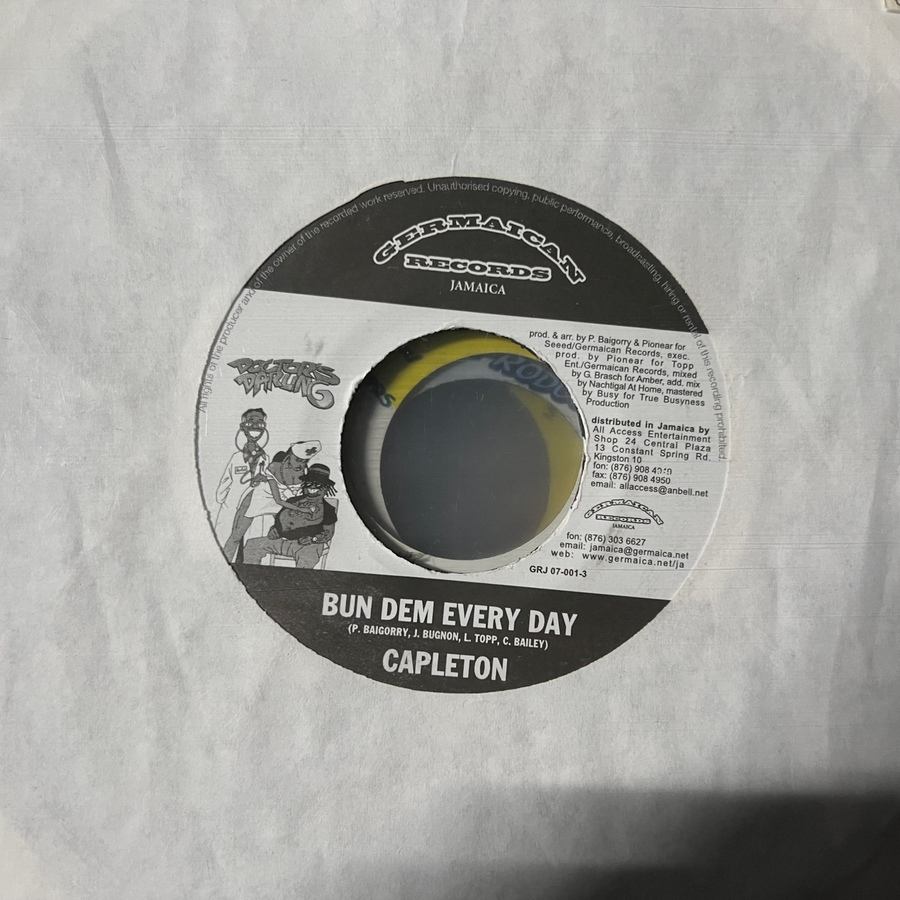 All rights of the producer and of the owner of the recorded work reserved. Unauthorised copying, public performance, broadcasting, hiring or rental of this recording prohibited.
GERMAICAN
RECORDS
JAMAICA
DOCTORS
DARLING
prod. & arr. by P. Baigorry & Pionear for
Seeed/Germaican Records, exec.
prod. by Pionear for Topp
Ent./Germaican Records, mixed
by G. Brasch for Amber, add. mix
by Nachtigal At Home, mastered
by Busy for True Busyness
Production
distributed in Jamaica by
All Access Entertainment
Shop 24 Central Plaza
13 Constant Spring Rd.
Kingston 10
fon: (876) 908
fax: (876) 908 4950
email: allaccess@anbell.net
GERMAICAN
RECORDS
JAMAICA
fon: (876) 303 6627
email: jamaica@germaica.net
web: www.germaica.net/ja
GRJ 07-001-3
BUN DEM EVERY DAY
(P. BAIGORRY, J. BUGNON, L. TOPP, C. BAILEY)
CAPLETON